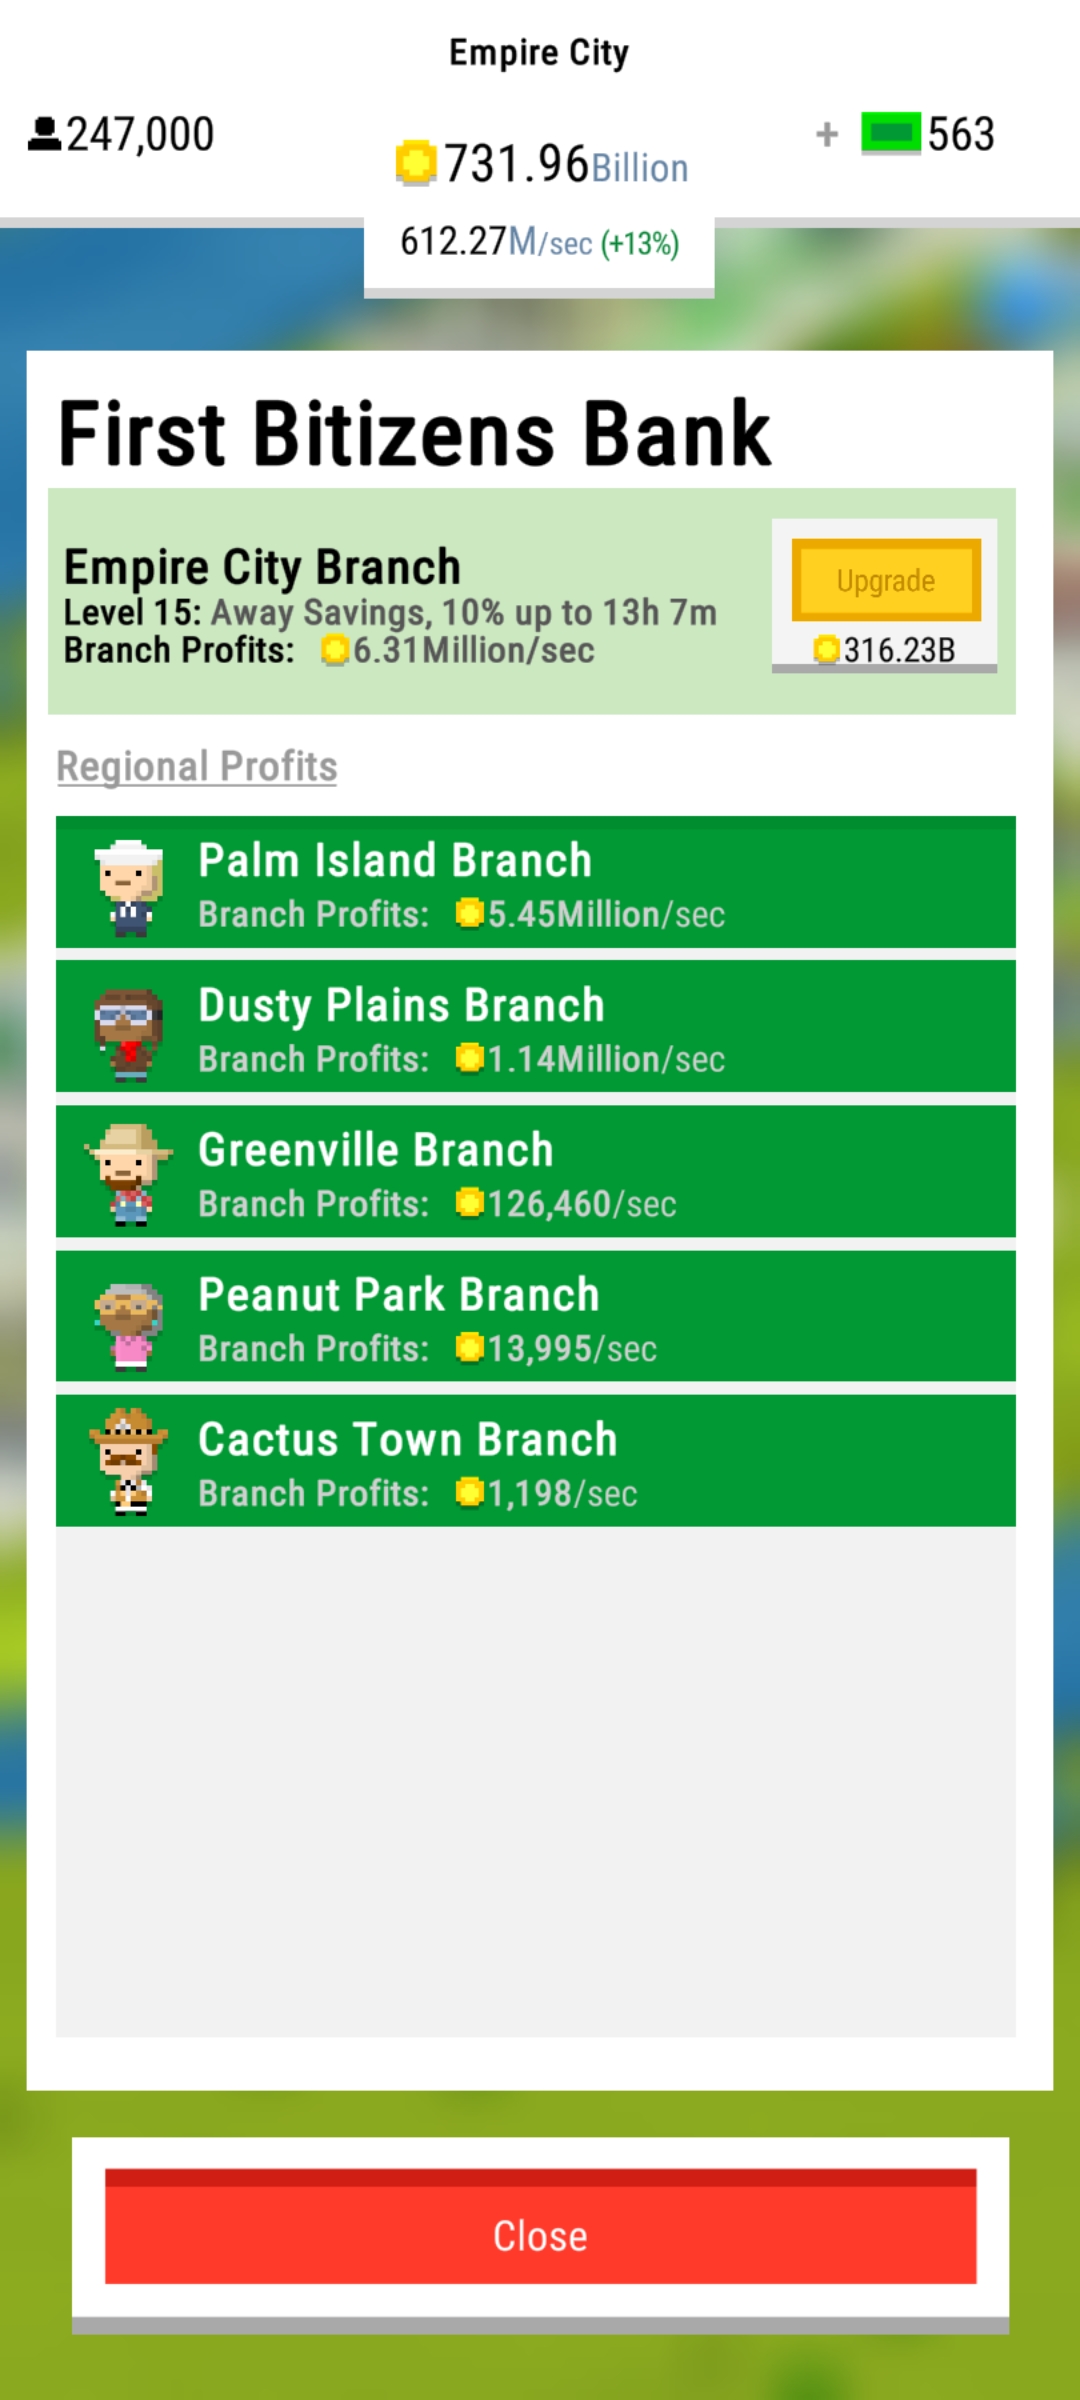 Empire City
247,000
731.96Billion
+ 563
612.27M/sec (+13%)
First Bitizens Bank
Empire City Branch
Level 15: Away Savings, 10% up to 13h 7m
Branch Profits: 6.31Million/sec
Upgrade
316.23B
Regional Profits
Palm Island Branch
Branch Profits: 5.45Million/sec
Dusty Plains Branch
Branch Profits: 1.14Million/sec
Greenville Branch
Branch Profits: 126,460/sec
Peanut Park Branch
Branch Profits: 13,995/sec
Cactus Town Branch
Branch Profits: 1,198/sec
Close